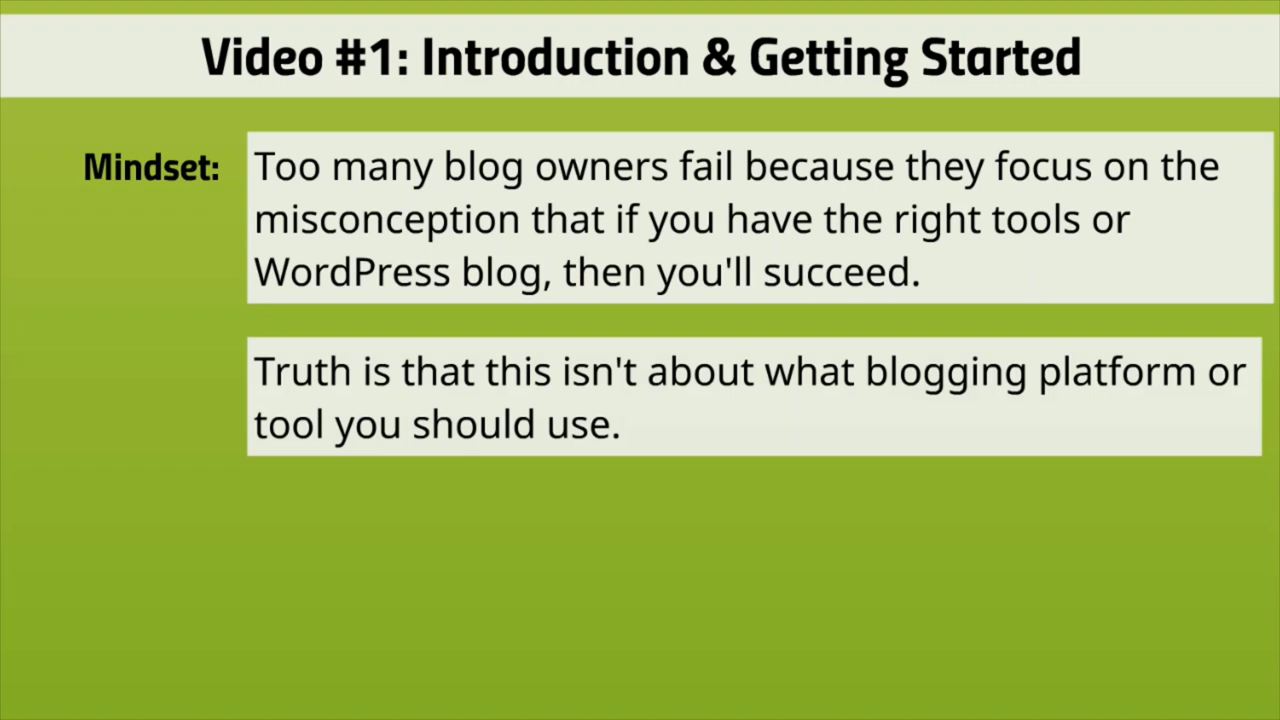 Video #1: Introduction & Getting Started
Mindset:
Too many blog owners fail because they focus on the
misconception that if you have the right tools or
WordPress blog, then you'll succeed.
Truth is that this isn't about what blogging platform or
tool you should use.